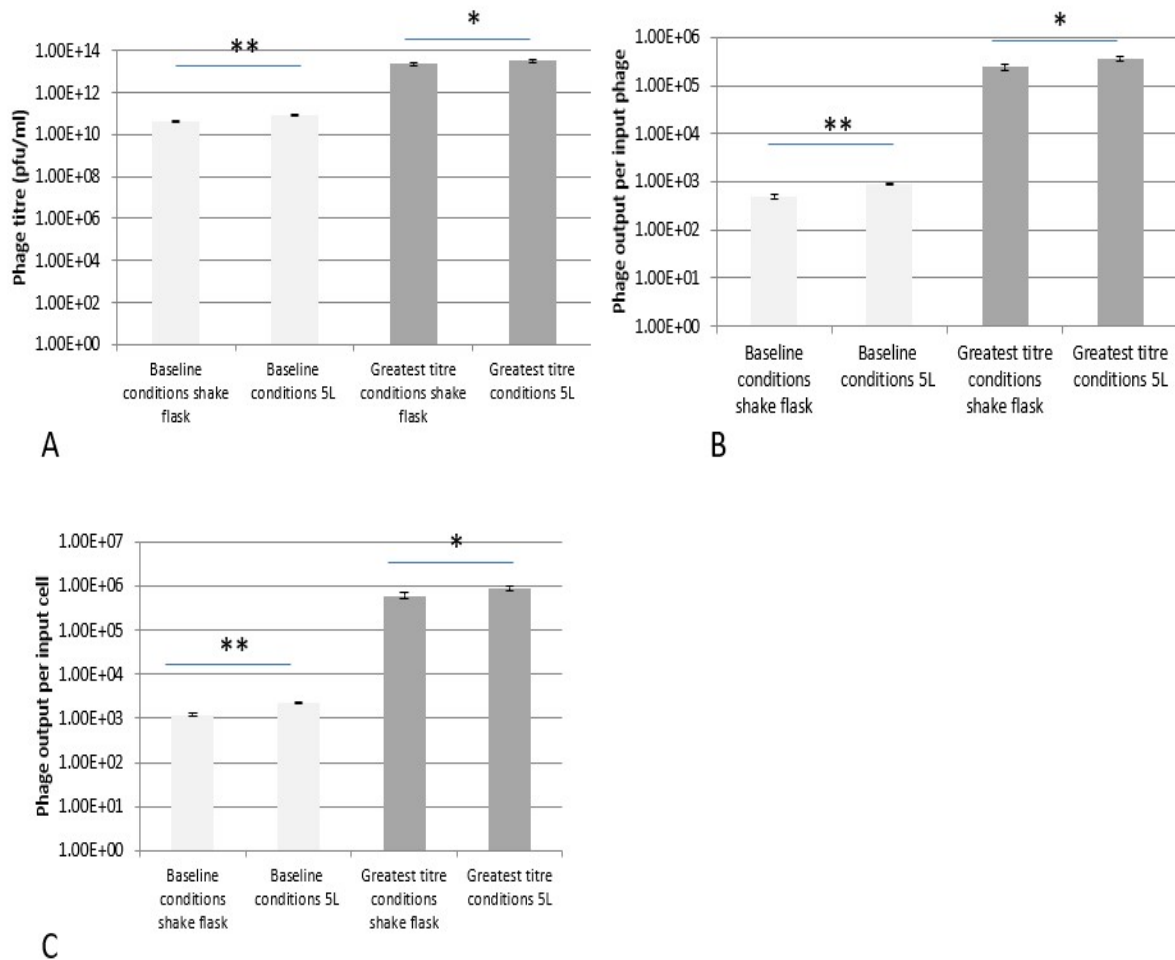 **
*
1.00E+14
1.00E+12
1.00E+10
1.00E+08
1.00E+06
1.00E+04
1.00E+02
1.00E+00
Phage titre (pfu/ml)
Baseline
conditions shake
flask
Baseline
conditions 5L
Greatest titre
conditions shake
flask
Greatest titre
conditions 5L
A
*
**
1.00E+06
1.00E+05
1.00E+04
1.00E+03
1.00E+02
1.00E+01
1.00E+00
Phage output per input phage
Baseline
conditions
shake flask
Baseline
conditions 5L
Greatest titre
conditions
shake flask
Greatest titre
conditions 5L
B
*
**
1.00E+07
1.00E+06
1.00E+05
1.00E+04
1.00E+03
1.00E+02
1.00E+01
1.00E+00
Phage output per input cell
Baseline
conditions
shake flask
Baseline
conditions 5L
Greatest titre
conditions
shake flask
Greatest titre
conditions 5L
C